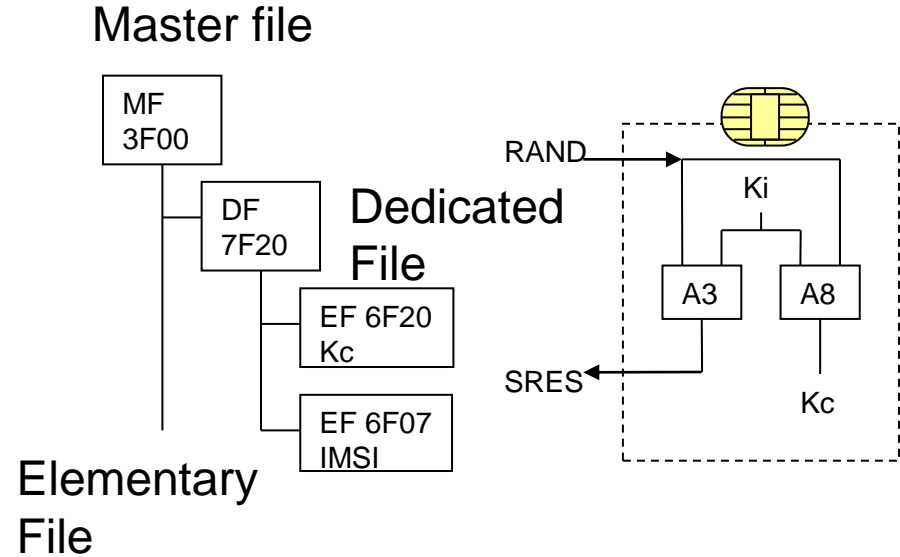 Master file
MF
3F00
DF
7F20
Dedicated
File
EF 6F20
Kc
EF 6F07
IMSI
Elementary
File
RAND
Ki
A3
A8
SRES
Kc